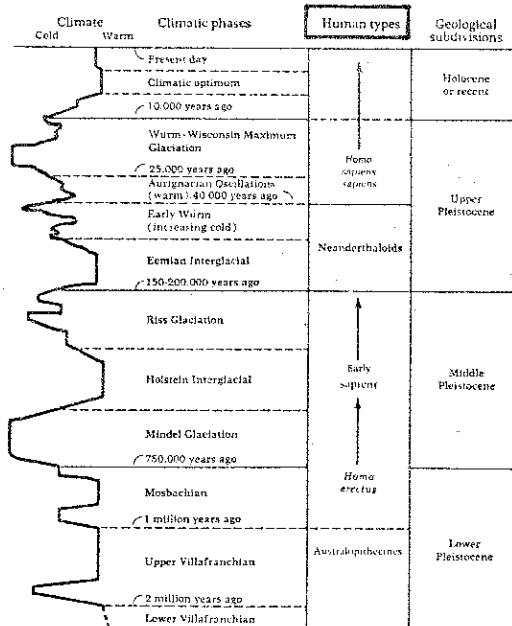 Climate
Cold Warm
Climatic phases
Human types
Geological
subdivisions
Present day
Climatic optimum
10.000 years ago
Holocene
or recent
Wurm-Wisconsin Maximum
Glaciation
25.000 years ago
Aurignarian Oscillations
(warm) 40 000 years ago
Early Wurm
(increasing cold)
Eemian Interglacial
150-200.000 years ago
Homo
sapiens
sapiens
Neanderthaloids
Upper
Pleistocene
Riss Glaciation
Holstein Interglacial
Mindel Glaciation
750.000 years ago
Early
sapiens
Middle
Pleistocene
Mosbachian
1 million years ago
Homo
erectus
Upper Villafranchian
2 million years ago
Lower Villafranchian
Australopithecines
Lower
Pleistocene